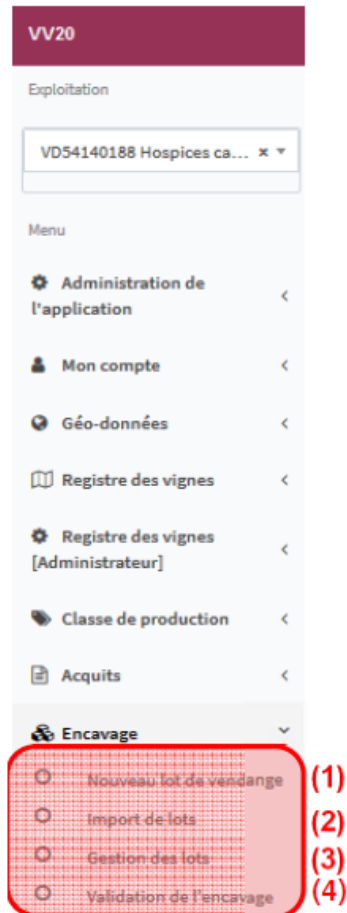 VV20
Exploitation
VD54140188 Hospices ca... × ▾
Menu
Administration de
l'application
Mon compte
Géo-données
Registre des vignes
Registre des vignes
[Administrateur]
Classe de production
Acquits
Encavage
Nouveau lot de vendange (1)
Import de lots (2)
Gestion des lots (3)
Validation de l'encavage (4)